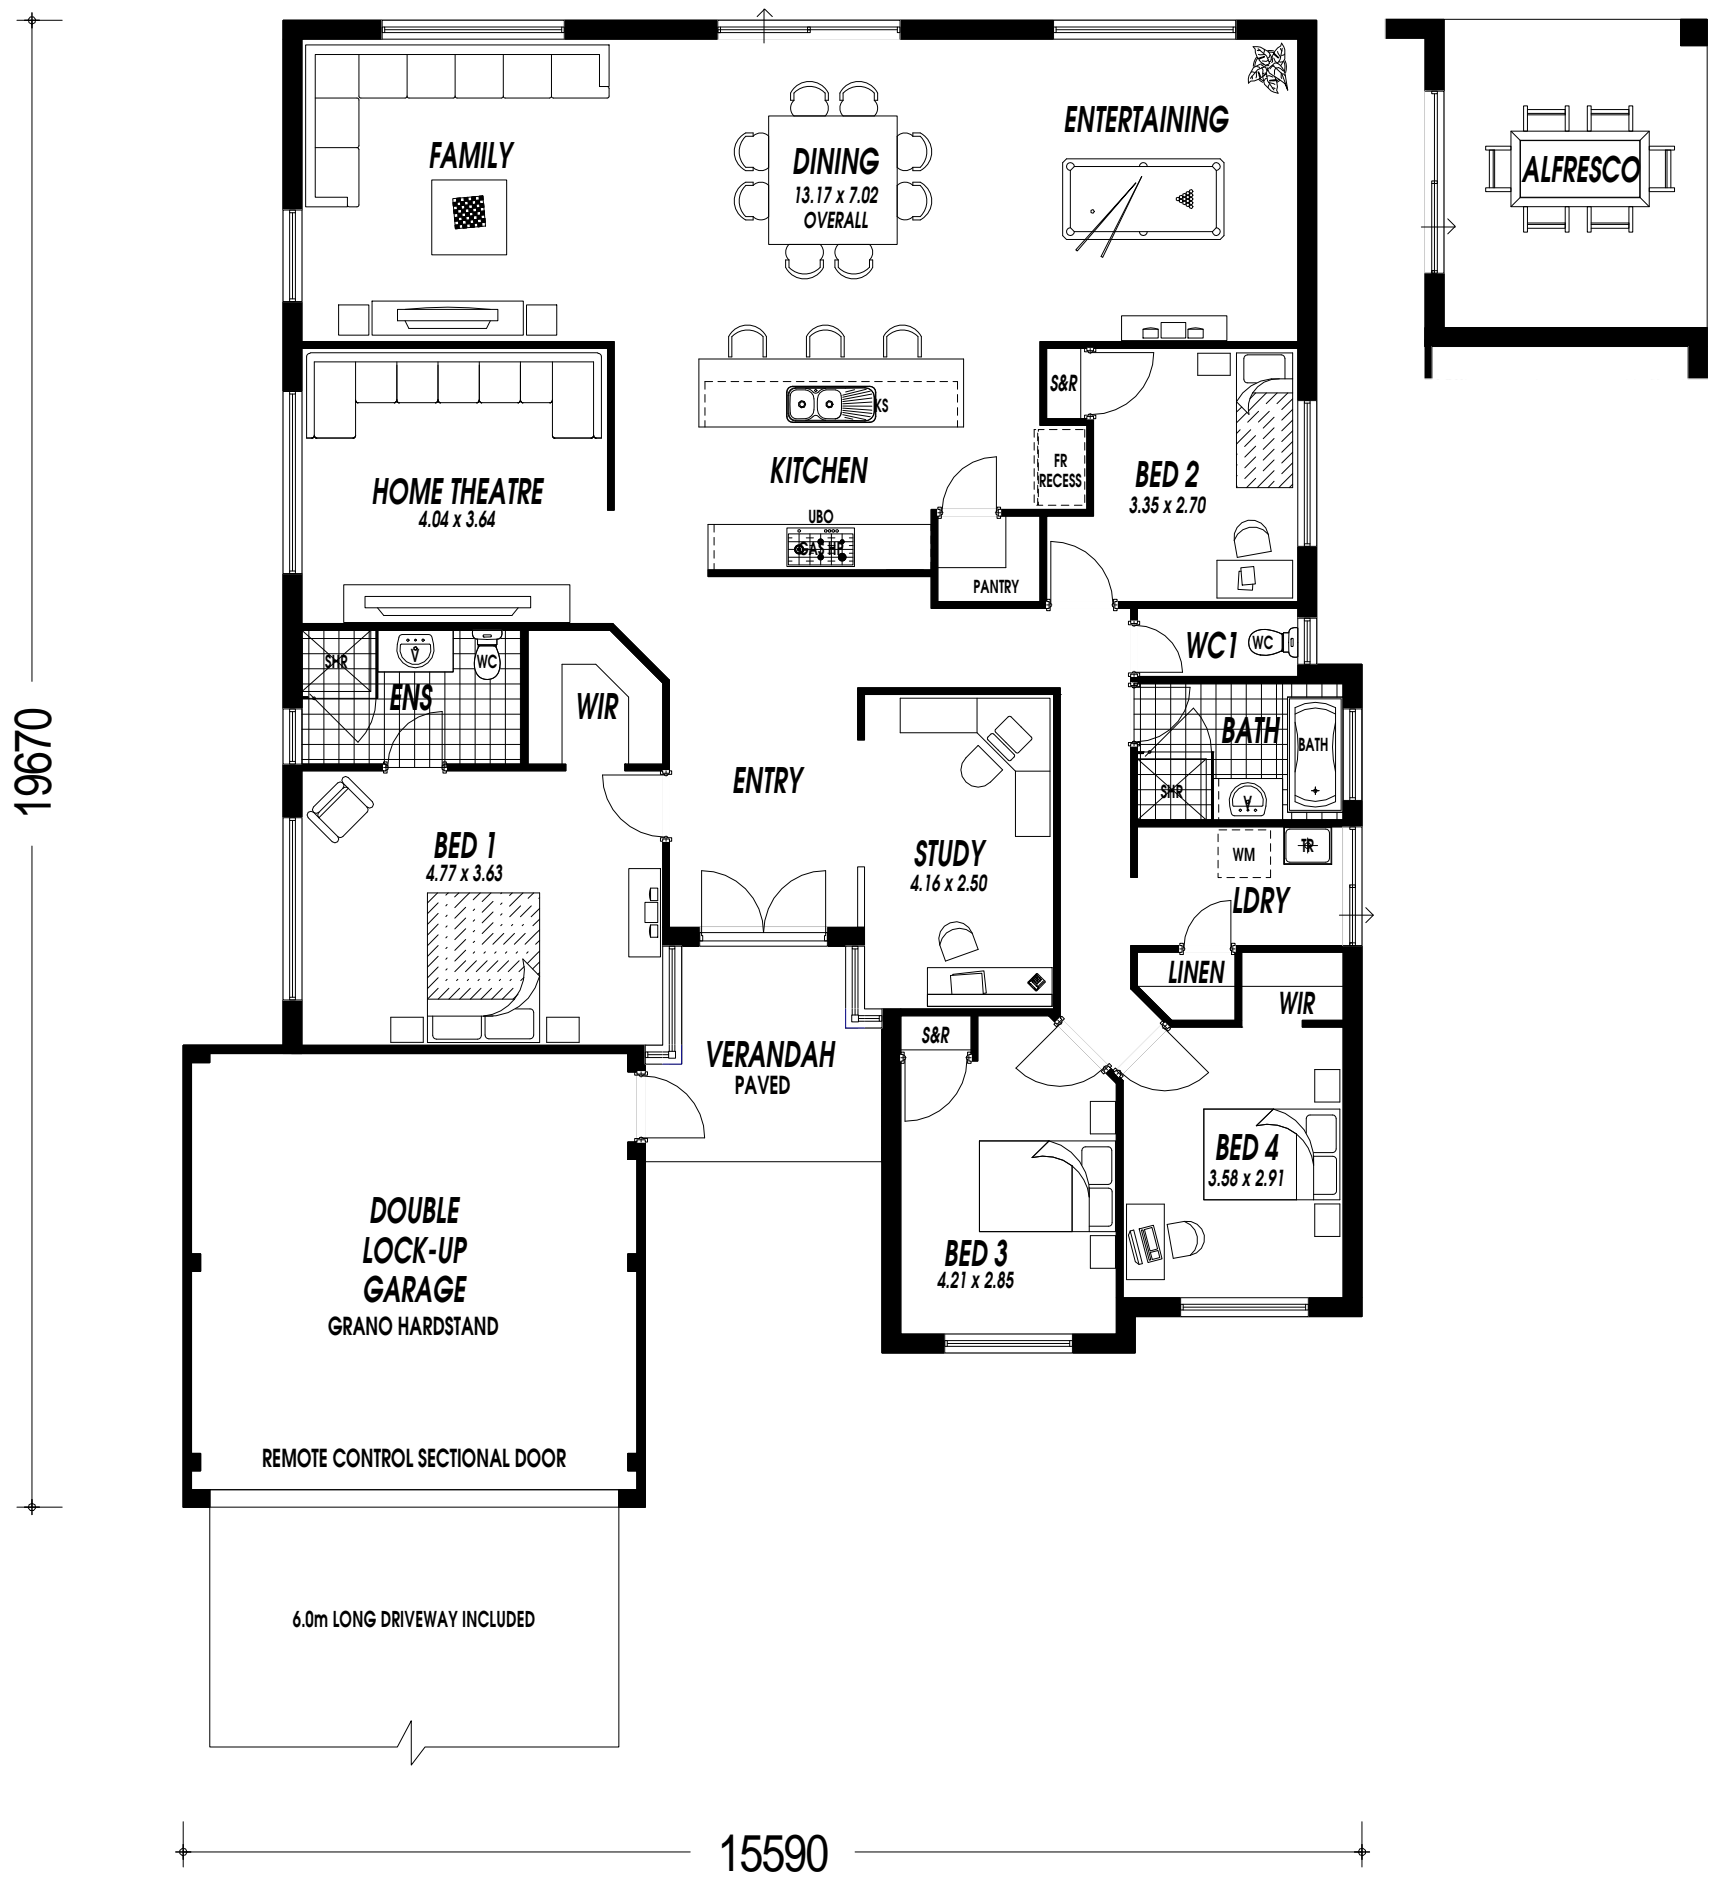 FAMILY
DINING
13.17 x 7.02
OVERALL
ENTERTAINING
ALFRESCO
S&R
KS
KITCHEN
FR
RECESS
BED 2
3.35 x 2.70
HOME THEATRE
4.04 x 3.64
UBO
GAS HP
PANTRY
SHR
WC
ENS
WIR
WC1
WC
BATH
BATH
SHR
19670
ENTRY
BED 1
4.77 x 3.63
STUDY
4.16 x 2.50
WM
TR
LDRY
LINEN
WIR
S&R
VERANDAH
PAVED
BED 4
3.58 x 2.91
BED 3
4.21 x 2.85
DOUBLE
LOCK-UP
GARAGE
GRANO HARDSTAND
REMOTE CONTROL SECTIONAL DOOR
6.0m LONG DRIVEWAY INCLUDED
15590